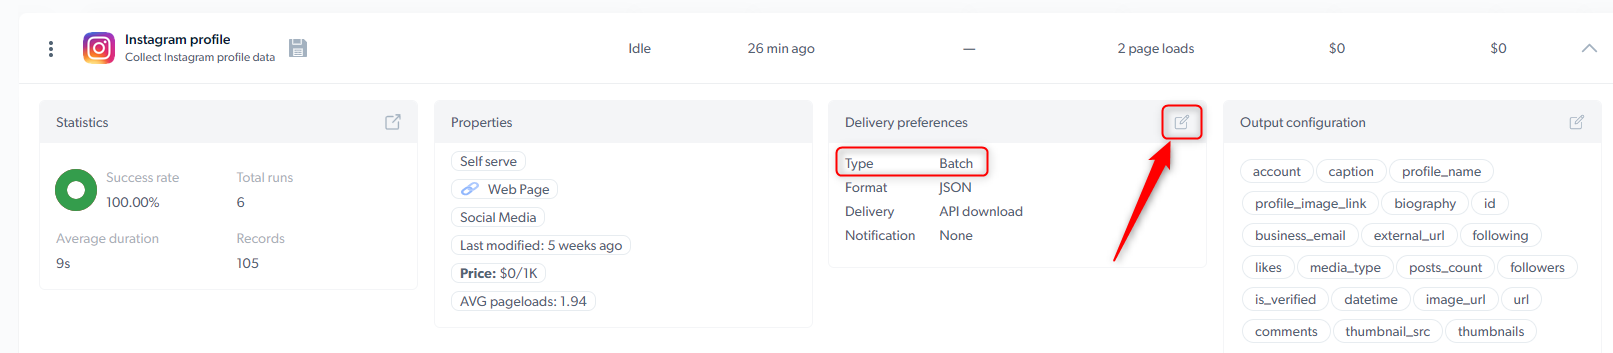 Instagram profile
Collect Instagram profile data
Idle
26 min ago
—
2 page loads
$0
$0
Statistics
Success rate
100.00%
Total runs
6
Average duration
9s
Records
105
Properties
Self serve
Web Page
Social Media
Last modified: 5 weeks ago
Price: $0/1K
AVG pageloads: 1.94
Delivery preferences
Type Batch
Format JSON
Delivery API download
Notification None
Output configuration
account caption profile_name
profile_image_link biography id
business_email external_url following
likes media_type posts_count followers
is_verified datetime image_url url
comments thumbnail_src thumbnails